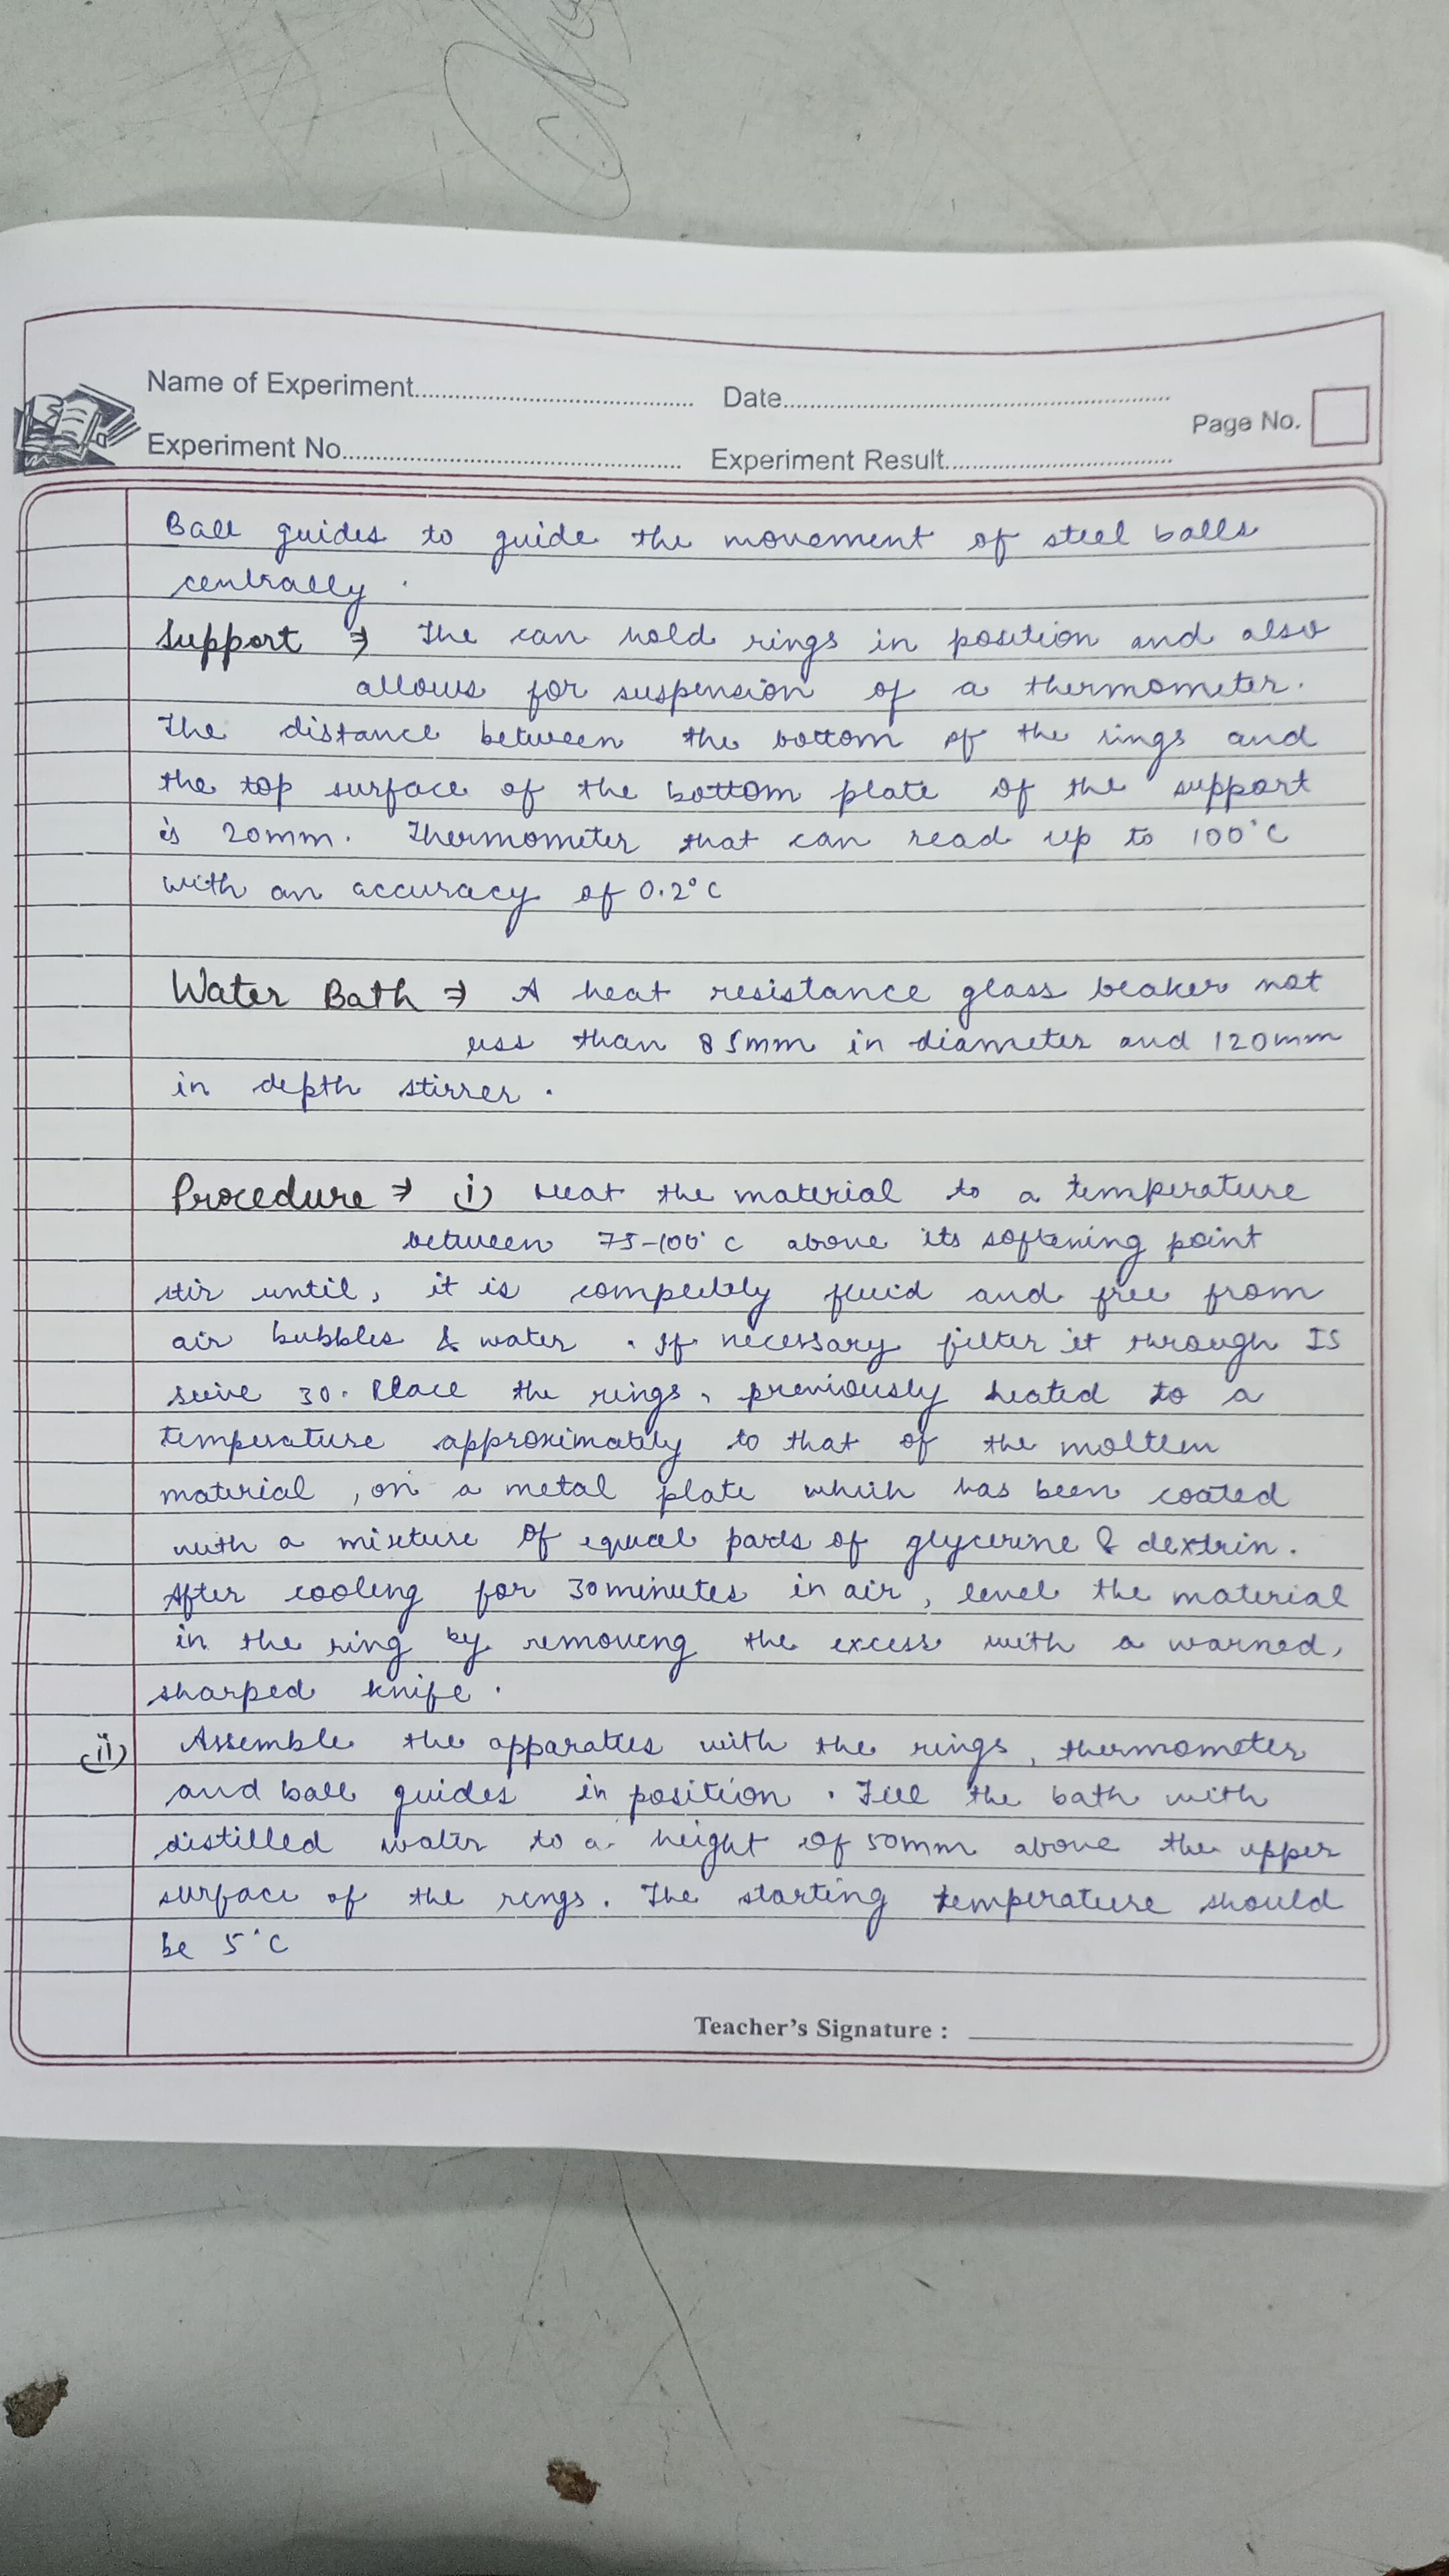 Name of Experiment........ Date........
Page No.
Experiment No........ Experiment Result........
Ball guides to guide the movement of steel balls
centrally.
Support ⇒ The can hold rings in position and also
allows for suspension of a thermometer.
The distance between the bottom of the rings and
the top surface of the bottom plate of the support
is 20mm. Thermometer that can read up to 100°C
with an accuracy of 0.2°C
Water Bath ⇒ A heat resistance glass beaker not
less than 85mm in diameter and 120mm
in depth stirrer.
Procedure ⇒ (i) Heat the material to a temperature
between 75-100°C above its softening point
stir until, it is completely fluid and free from
air bubbles & water. If necessary filter it through IS
seive 30. Place the rings, previously heated to a
temperature approximately to that of the moltten
material, on a metal plate which has been coated
with a mixture of equal parts of glycerine & dextrin.
After cooling for 30 minutes in air, level the material
in the ring by removing the excess with a warned,
sharped knife.
(ii) Assemble the apparatus with the rings, thermometer
and ball guides in position. Fill the bath with
distilled water to a height of 50mm above the upper
surface of the rings. The starting temperature should
be 5°C
Teacher's Signature :